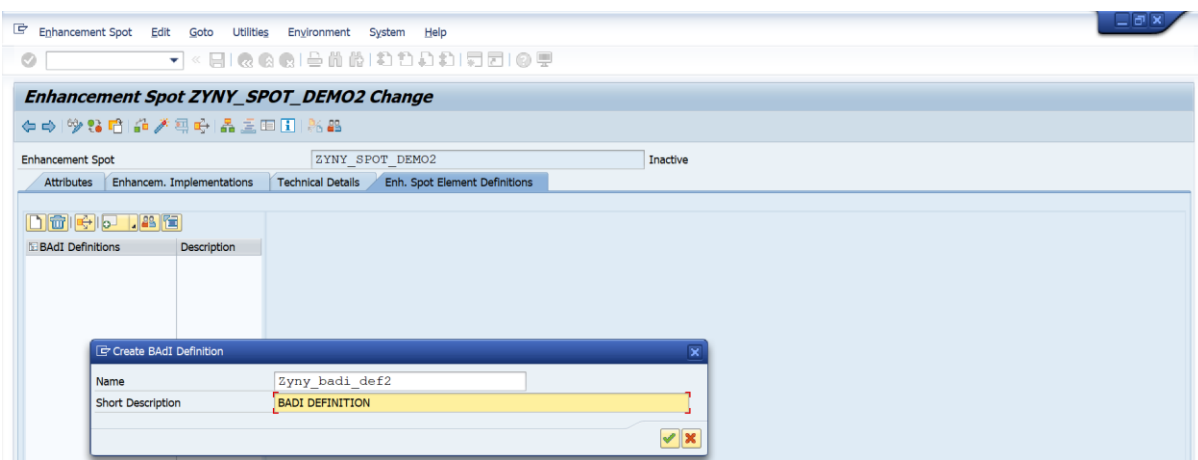 Enhancement Spot Edit Goto Utilities Environment System Help
Enhancement Spot ZYNY_SPOT_DEMO2 Change
Enhancement Spot ZYNY_SPOT_DEMO2 Inactive
Attributes Enhancem. Implementations Technical Details Enh. Spot Element Definitions
BAdI Definitions Description
Create BAdI Definition
Name Zyny_badi_def2
Short Description BADI DEFINITION